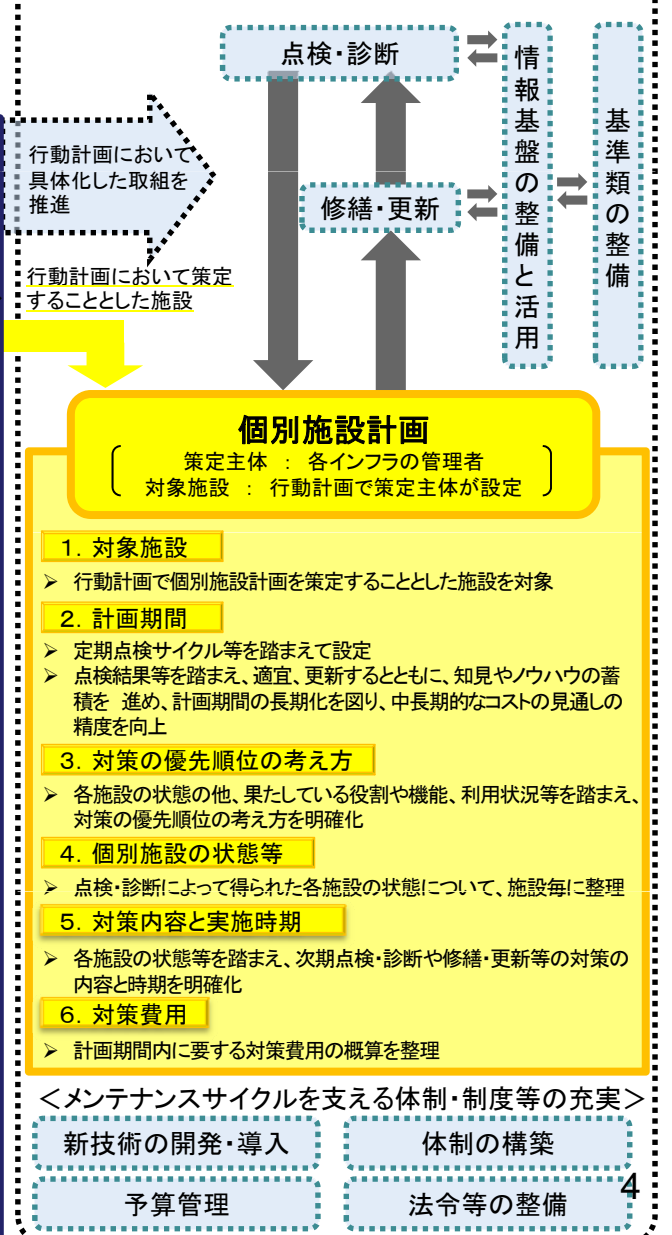 点検・診断
情報基盤の整備と活用
基準類の整備
行動計画において
具体化した取組を
推進
修繕・更新
行動計画において策定
することとした施設
個別施設計画
策定主体 ： 各インフラの管理者
対象施設 ： 行動計画で策定主体が設定
１．対象施設
➢ 行動計画で個別施設計画を策定することとした施設を対象
２．計画期間
➢ 定期点検サイクル等を踏まえて設定
➢ 点検結果等を踏まえ、適宜、更新するとともに、知見やノウハウの蓄
積を 進め、計画期間の長期化を図り、中長期的なコストの見通しの
精度を向上
３．対策の優先順位の考え方
➢ 各施設の状態の他、果たしている役割や機能、利用状況等を踏まえ、
対策の優先順位の考え方を明確化
４．個別施設の状態等
➢ 点検・診断によって得られた各施設の状態について、施設毎に整理
５．対策内容と実施時期
➢ 各施設の状態等を踏まえ、次期点検・診断や修繕・更新等の対策の
内容と時期を明確化
６．対策費用
➢ 計画期間内に要する対策費用の概算を整理
＜メンテナンスサイクルを支える体制・制度等の充実＞
新技術の開発・導入
体制の構築
予算管理
法令等の整備
4